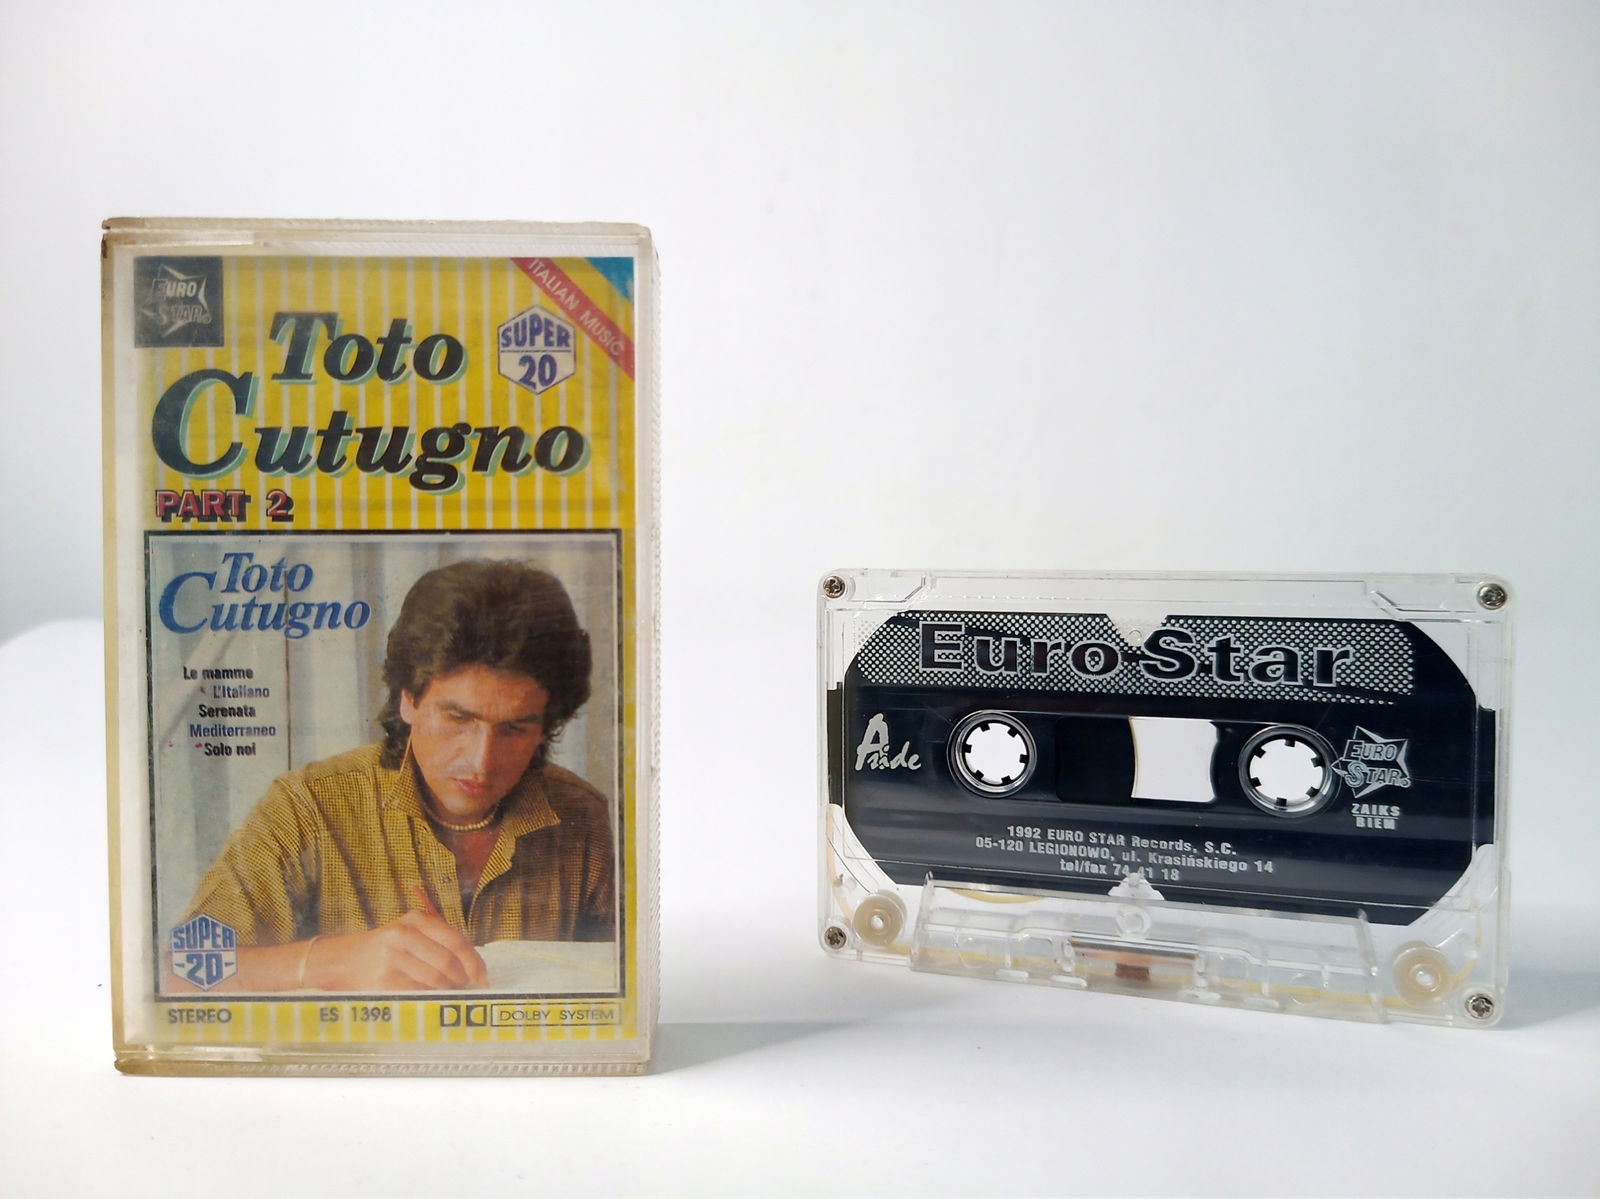 EURO
STAR
ITALIAN MUSIC
SUPER
20
Toto
Cutugno
PART 2
Toto
Cutugno
Le mamme
L'Italiano
Serenata
Mediterraneo
Solo noi
SUPER
20
STEREO ES 1398 DOLBY SYSTEM
Euro Star
A side
EURO
STAR
ZAIKS
BIEM
1992 EURO STAR Records, S.C.
05-120 LEGIONOWO, ul. Krasińskiego 14
tel/fax 74 41 18